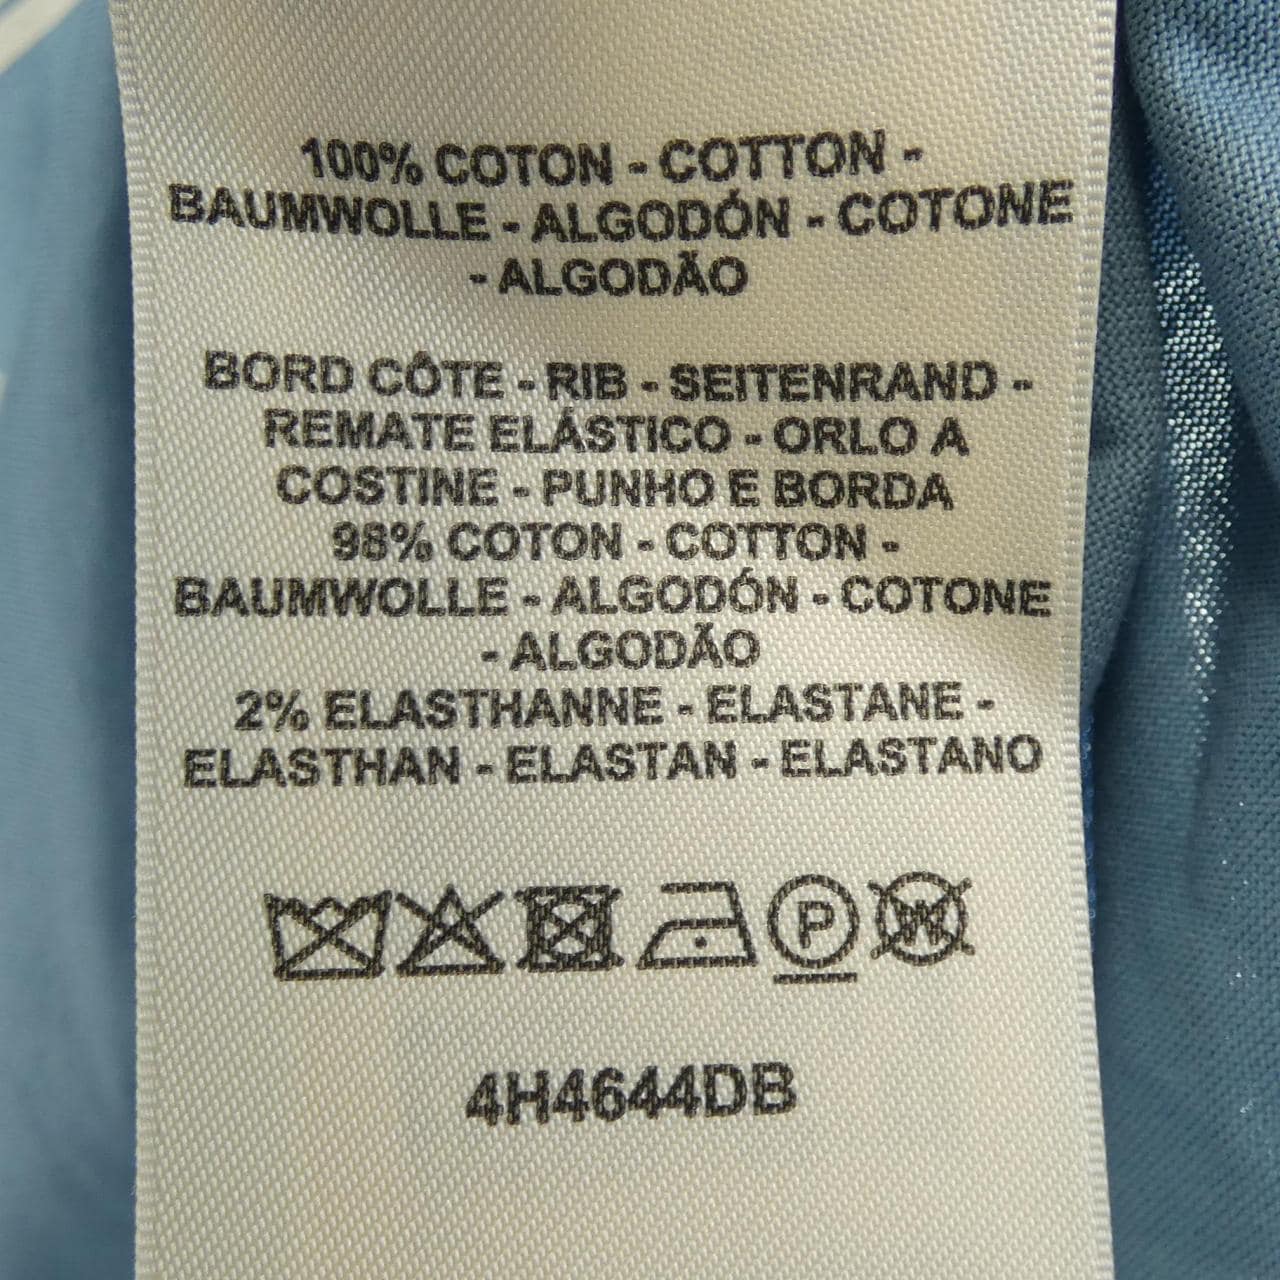 100% COTON - COTTON -
BAUMWOLLE - ALGODÓN - COTONE
- ALGODÃO
BORD CÔTE - RIB - SEITENRAND -
REMATE ELÁSTICO - ORLO A
COSTINE - PUNHO E BORDA
98% COTON - COTTON -
BAUMWOLLE - ALGODÓN - COTONE
- ALGODÃO
2% ELASTHANNE - ELASTANE -
ELASTHAN - ELASTAN - ELASTANO
P W
4H4644DB